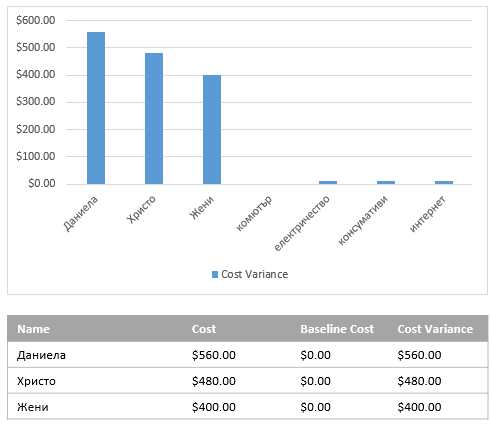 $600.00
$500.00
$400.00
$300.00
$200.00
$100.00
$0.00
Даниела
Христо
Жени
комютър
електричество
консумативи
интернет
Cost Variance
Name Cost Baseline Cost Cost Variance
Даниела $560.00 $0.00 $560.00
Христо $480.00 $0.00 $480.00
Жени $400.00 $0.00 $400.00